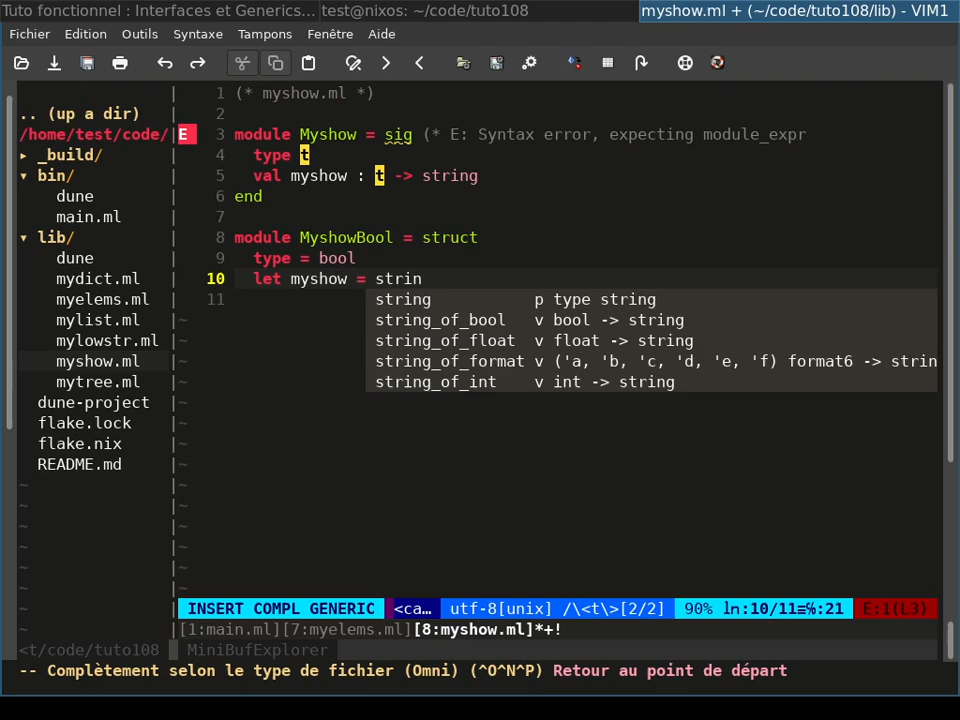 Tuto fonctionnel : Interfaces et Generics... test@nixos: ~/code/tuto108 myshow.ml + (~/code/tuto108/lib) - VIM1
Fichier Edition Outils Syntaxe Tampons Fenêtre Aide
1 (* myshow.ml *)
.. (up a dir) 2
/home/test/code/ E 3 module Myshow = sig (* E: Syntax error, expecting module_expr
▸ _build/ 4 type t
▾ bin/ 5 val myshow : t -> string
dune 6 end
main.ml 7
▾ lib/ 8 module MyshowBool = struct
dune 9 type = bool
mydict.ml 10 let myshow = strin
myelems.ml 11 string p type string
mylist.ml ~ string_of_bool v bool -> string
mylowstr.ml ~ string_of_float v float -> string
myshow.ml ~ string_of_format v ('a, 'b, 'c, 'd, 'e, 'f) format6 -> strin
mytree.ml ~ string_of_int v int -> string
dune-project ~
flake.lock ~
flake.nix ~
README.md ~
~ ~
~ ~
~ ~
~ ~
~ ~
~ ~
~ INSERT COMPL GENERIC <ca… utf-8[unix] /\<t\>[2/2] 90% ln:10/11≡℅:21 E:1(L3)
~ [1:main.ml][7:myelems.ml][8:myshow.ml]*+!
<t/code/tuto108 MiniBufExplorer
-- Complètement selon le type de fichier (Omni) (^O^N^P) Retour au point de départ